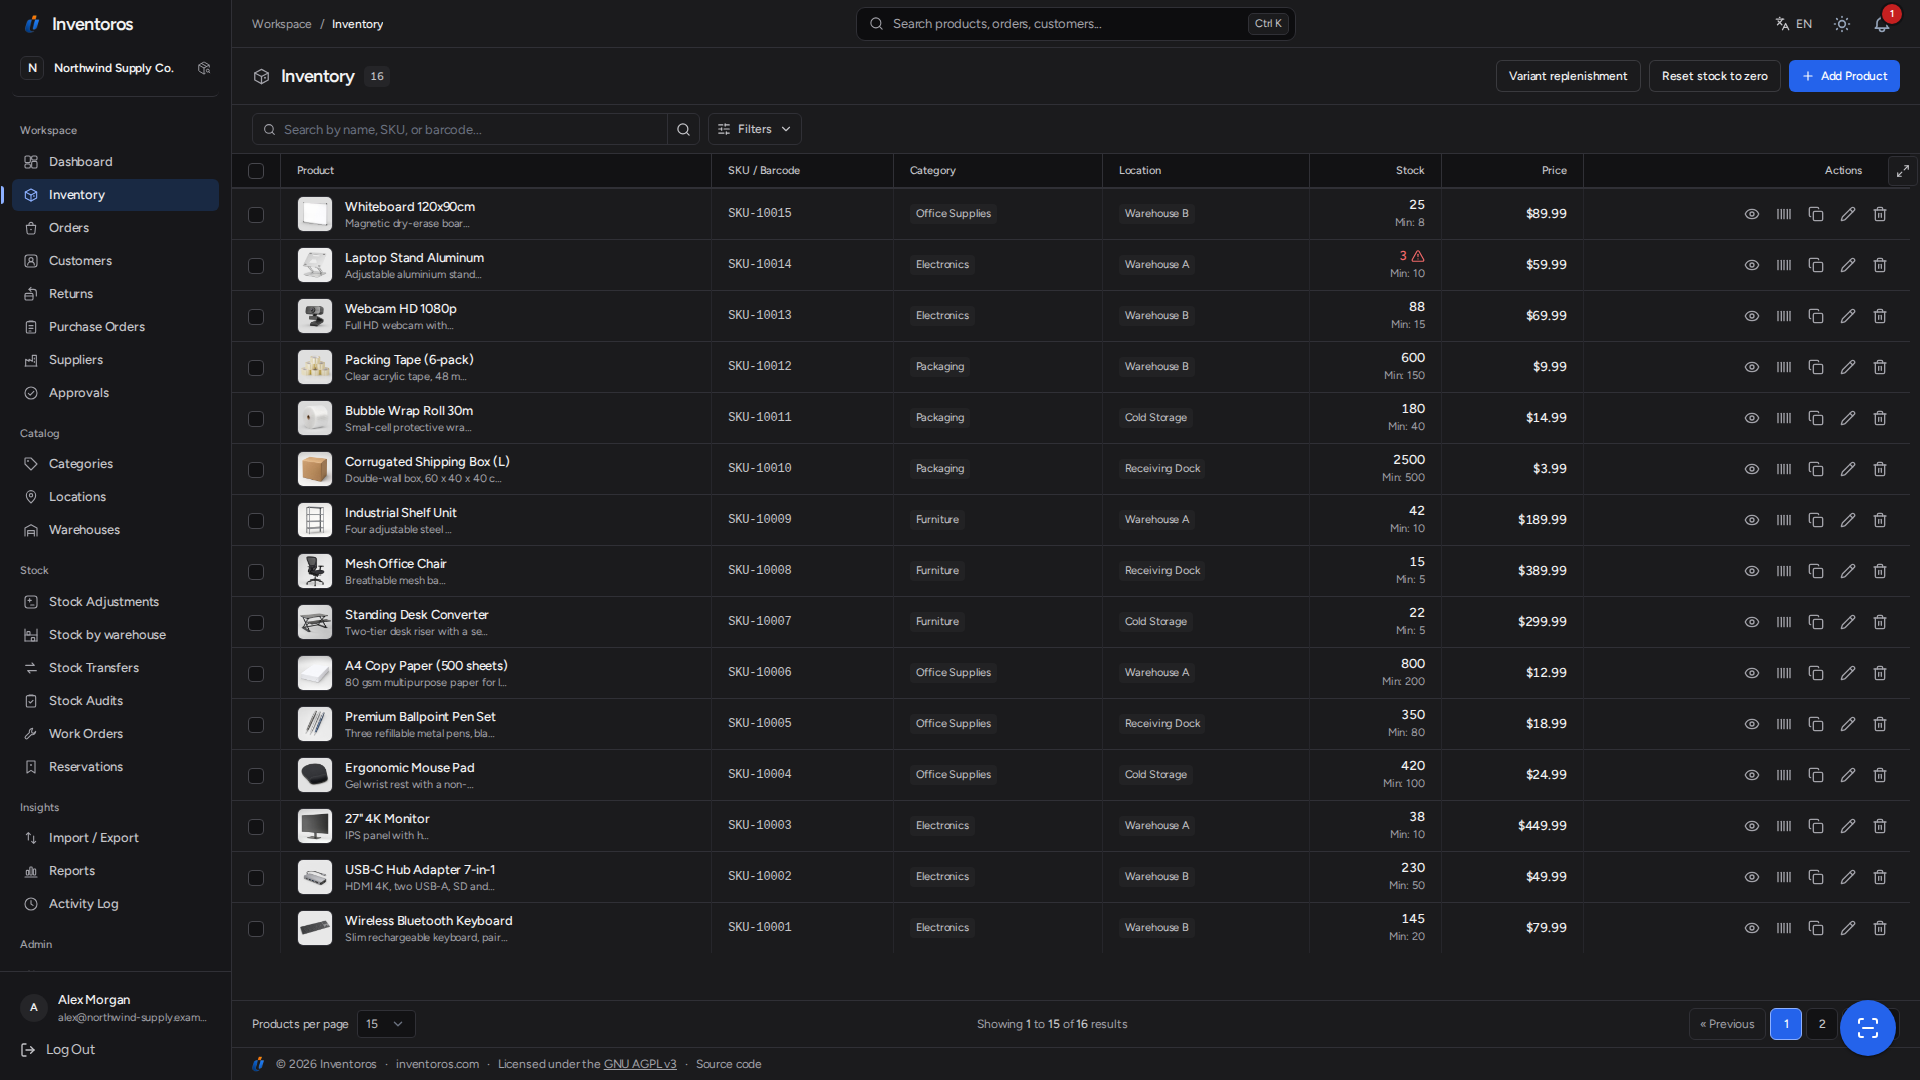 Inventoros
N Northwind Supply Co.
Workspace
Dashboard
Inventory
Orders
Customers
Returns
Purchase Orders
Suppliers
Approvals
Catalog
Categories
Locations
Warehouses
Stock
Stock Adjustments
Stock by warehouse
Stock Transfers
Stock Audits
Work Orders
Reservations
Insights
Import / Export
Reports
Activity Log
Admin
A Alex Morgan
alex@northwind-supply.exam...
Log Out
Workspace / Inventory
Search products, orders, customers... Ctrl K
EN 1
Inventory 16
Variant replenishment Reset stock to zero + Add Product
Search by name, SKU, or barcode... Filters
Product SKU / Barcode Category Location Stock Price Actions
Whiteboard 120x90cm SKU-10015 Office Supplies Warehouse B 25 $89.99
Magnetic dry-erase boar... Min: 8
Laptop Stand Aluminum SKU-10014 Electronics Warehouse A 3 $59.99
Adjustable aluminium stand... Min: 10
Webcam HD 1080p SKU-10013 Electronics Warehouse B 88 $69.99
Full HD webcam with... Min: 15
Packing Tape (6-pack) SKU-10012 Packaging Warehouse B 600 $9.99
Clear acrylic tape, 48 m... Min: 150
Bubble Wrap Roll 30m SKU-10011 Packaging Cold Storage 180 $14.99
Small-cell protective wra... Min: 40
Corrugated Shipping Box (L) SKU-10010 Packaging Receiving Dock 2500 $3.99
Double-wall box, 60 x 40 x 40 c... Min: 500
Industrial Shelf Unit SKU-10009 Furniture Warehouse A 42 $189.99
Four adjustable steel ... Min: 10
Mesh Office Chair SKU-10008 Furniture Receiving Dock 15 $389.99
Breathable mesh ba... Min: 5
Standing Desk Converter SKU-10007 Furniture Cold Storage 22 $299.99
Two-tier desk riser with a se... Min: 5
A4 Copy Paper (500 sheets) SKU-10006 Office Supplies Warehouse A 800 $12.99
80 gsm multipurpose paper for l... Min: 200
Premium Ballpoint Pen Set SKU-10005 Office Supplies Receiving Dock 350 $18.99
Three refillable metal pens, bla... Min: 80
Ergonomic Mouse Pad SKU-10004 Office Supplies Cold Storage 420 $24.99
Gel wrist rest with a non-... Min: 100
27" 4K Monitor SKU-10003 Electronics Warehouse A 38 $449.99
IPS panel with h... Min: 10
USB-C Hub Adapter 7-in-1 SKU-10002 Electronics Warehouse B 230 $49.99
HDMI 4K, two USB-A, SD and... Min: 50
Wireless Bluetooth Keyboard SKU-10001 Electronics Warehouse B 145 $79.99
Slim rechargeable keyboard, pair... Min: 20
Products per page 15 Showing 1 to 15 of 16 results « Previous 1 2
© 2026 Inventoros · inventoros.com · Licensed under the GNU AGPL v3 · Source code